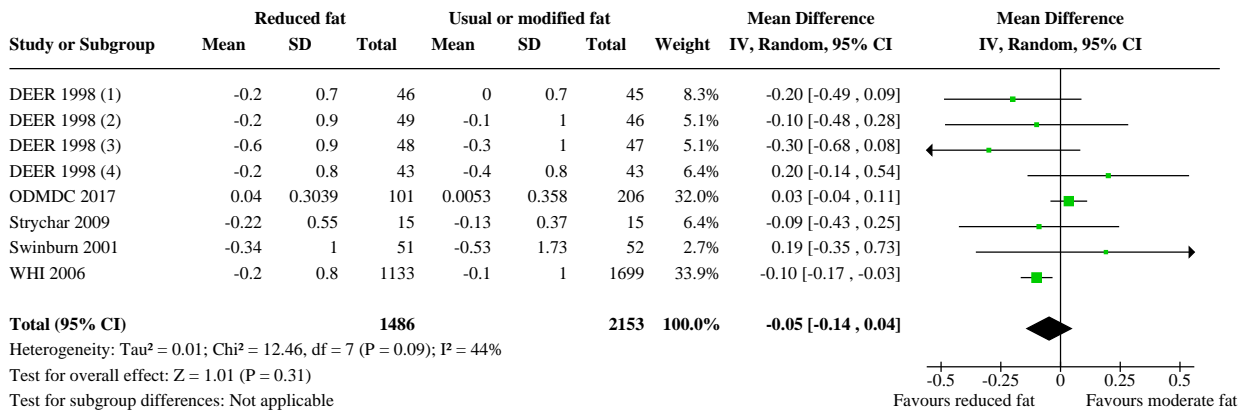 Reduced fat Usual or modified fat Mean Difference Mean Difference
Study or Subgroup Mean SD Total Mean SD Total Weight IV, Random, 95% CI IV, Random, 95% CI
DEER 1998 (1) -0.2 0.7 46 0 0.7 45 8.3% -0.20 [-0.49 , 0.09]
DEER 1998 (2) -0.2 0.9 49 -0.1 1 46 5.1% -0.10 [-0.48 , 0.28]
DEER 1998 (3) -0.6 0.9 48 -0.3 1 47 5.1% -0.30 [-0.68 , 0.08]
DEER 1998 (4) -0.2 0.8 43 -0.4 0.8 43 6.4% 0.20 [-0.14 , 0.54]
ODMDC 2017 0.04 0.3039 101 0.0053 0.358 206 32.0% 0.03 [-0.04 , 0.11]
Strychar 2009 -0.22 0.55 15 -0.13 0.37 15 6.4% -0.09 [-0.43 , 0.25]
Swinburn 2001 -0.34 1 51 -0.53 1.73 52 2.7% 0.19 [-0.35 , 0.73]
WHI 2006 -0.2 0.8 1133 -0.1 1 1699 33.9% -0.10 [-0.17 , -0.03]
Total (95% CI) 1486 2153 100.0% -0.05 [-0.14 , 0.04]
Heterogeneity: Tau² = 0.01; Chi² = 12.46, df = 7 (P = 0.09); I² = 44%
Test for overall effect: Z = 1.01 (P = 0.31)
Test for subgroup differences: Not applicable
-0.5 -0.25 0 0.25 0.5
Favours reduced fat Favours moderate fat